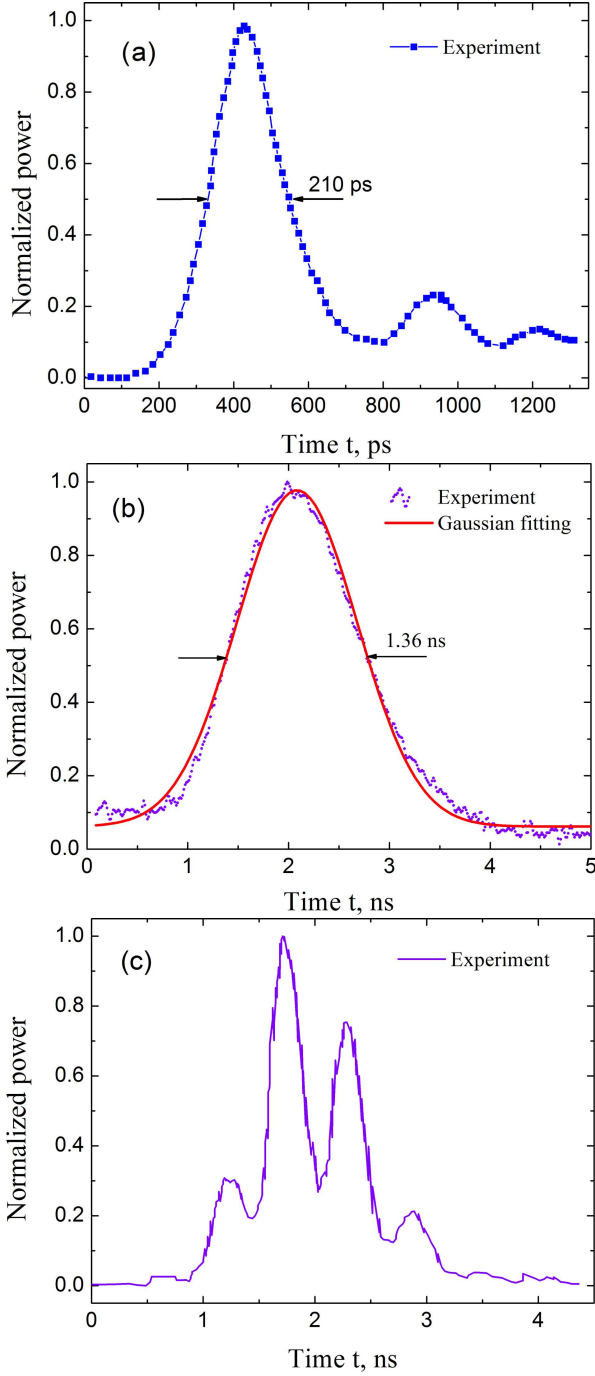 (a)
Experiment
210 ps
Normalized power
1.0
0.8
0.6
0.4
0.2
0.0
0 200 400 600 800 1000 1200
Time t, ps
(b)
Experiment
Gaussian fitting
1.36 ns
Normalized power
1.0
0.8
0.6
0.4
0.2
0.0
0 1 2 3 4 5
Time t, ns
(c)
Experiment
Normalized power
1.0
0.8
0.6
0.4
0.2
0.0
0 1 2 3 4
Time t, ns